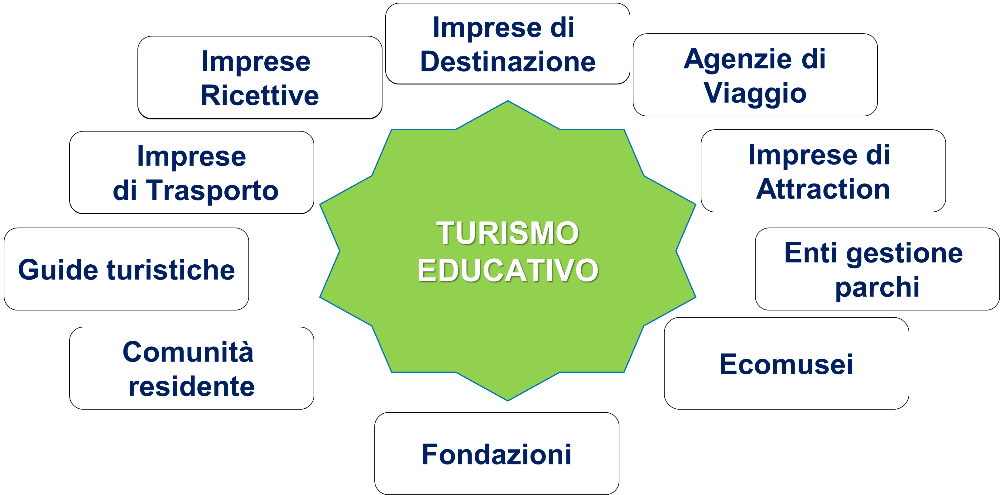 Imprese di
Destinazione
Imprese
Ricettive
Agenzie di
Viaggio
Imprese
di Trasporto
Imprese di
Attraction
TURISMO
EDUCATIVO
Guide turistiche
Enti gestione
parchi
Comunità
residente
Ecomusei
Fondazioni